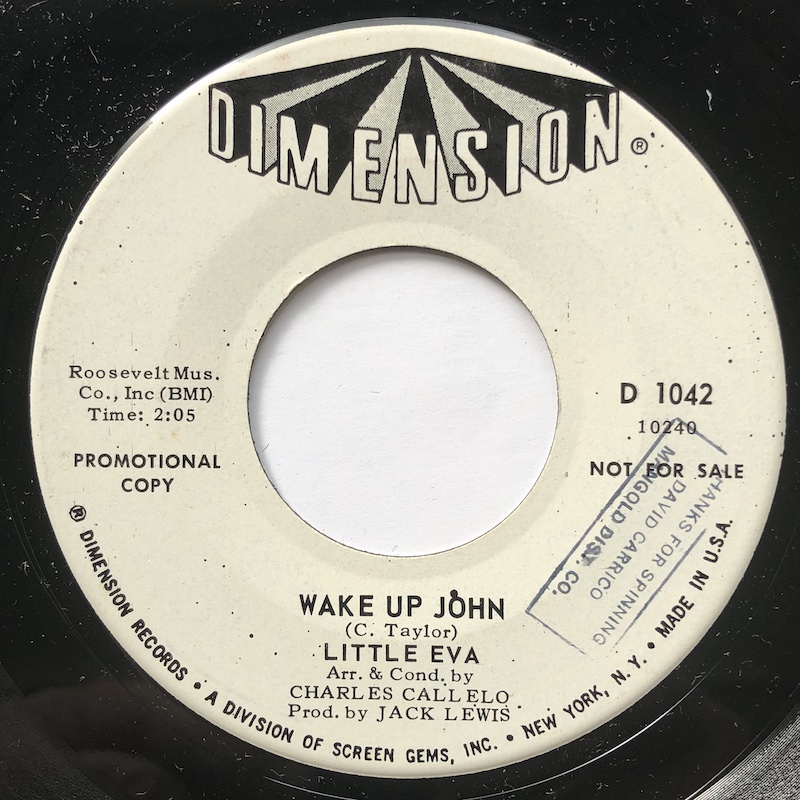 DIMENSION®
Roosevelt Mus.
Co., Inc (BMI)
Time: 2:05
PROMOTIONAL
COPY
D 1042
10240
NOT FOR SALE
THANKS FOR SPINNING
DAVID CARRICO
MANGOLD DIST. CO.
WAKE UP JOHN
(C. Taylor)
LITTLE EVA
Arr. & Cond. by
CHARLES CALLELO
Prod. by JACK LEWIS
® DIMENSION RECORDS • A DIVISION OF SCREEN GEMS, INC. • NEW YORK, N. Y. • MADE IN U.S.A.